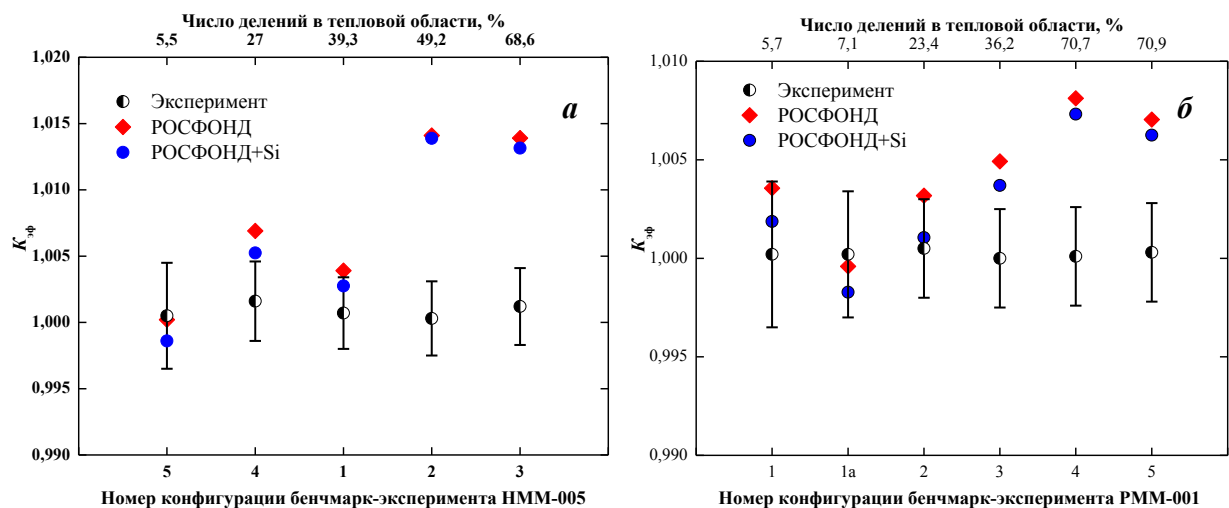 Число делений в тепловой области, %
5,5 27 39,3 49,2 68,6
1,020
1,015
1,010
1,005
1,000
0,995
0,990
Kэф
Эксперимент
РОСФОНД
РОСФОНД+Si
а
5 4 1 2 3
Номер конфигурации бенчмарк-эксперимента HMM-005
Число делений в тепловой области, %
5,7 7,1 23,4 36,2 70,7 70,9
1,010
1,005
1,000
0,995
0,990
Эксперимент
РОСФОНД
РОСФОНД+Si
б
1 1a 2 3 4 5
Номер конфигурации бенчмарк-эксперимента PMM-001